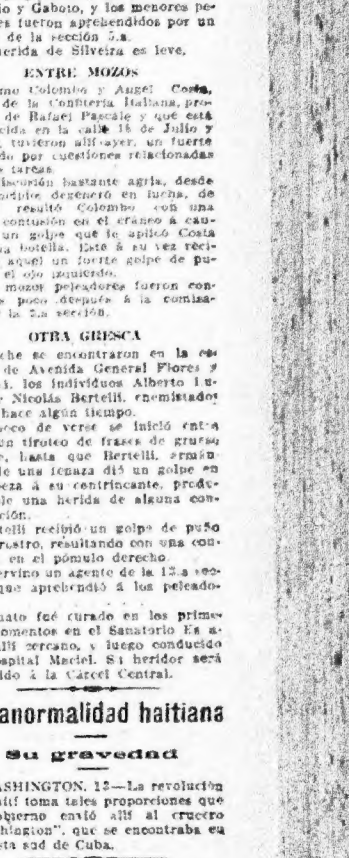 io y Gaboto, y los menores pe-
es fueron aprehendidos por un
de la sección 5.a
herida de Silveira es leve.
ENTRE MOZOS
mo Colombo y Angel Costa,
de la Confitería Italiana, pro-
de Rafael Pascale y que está
cida en la calle 18 de Julio y
tuvieron allí ayer, un fuerte
do por cuestiones relacionadas
s tareas.
iscusión bastante agria, desde
degeneró en lucha, de
resultó Colombo con una
contusión en el cráneo á cau-
un golpe que le aplicó Costa
na botella. Este á su vez reci-
aquel un fuerte golpe de pu-
el ojo izquierdo.
mozos peleadores fueron con-
poco después á la comisa-
la 2.a sección.
OTRA GRESCA
che se encontraron en la es-
de Avenida General Flores y
i. los individuos Alberto Lu-
Nicolás Bertelli, enemistados
hace algún tiempo.
oco de verse se inició entre
un tiroteo de frases de grueso
e, hasta que Bertelli, armán-
de una tenaza dió un golpe en
beza á su contrincante, produ-
le una herida de alguna con-
ción.
telli recibió un golpe de puño
rostro, resultando con una con-
en el pómulo derecho.
ervino un agente de la 13.a sec-
que aprehendió á los peleado-
nato fué curado en los prime-
omentos en el Sanatorio
allí cercano, y luego conducido
spital Maciel. Su heridor será
ido á la Cárcel Central.
anormalidad haitiana
Su gravedad
ASHINGTON, 13—La revolución
aití toma tales proporciones que
obierno envió allí al crucero
hington", que se encontraba en
sta sud de Cuba.